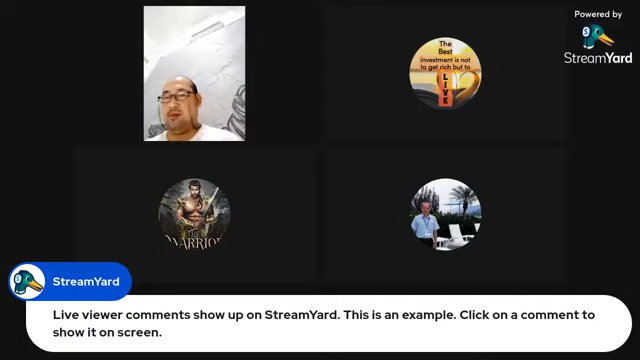 Powered by
StreamYard
The
Best
investment is not
to get rich but to
LIVE
THE
WARRIOR
StreamYard
Live viewer comments show up on StreamYard. This is an example. Click on a comment to
show it on screen.